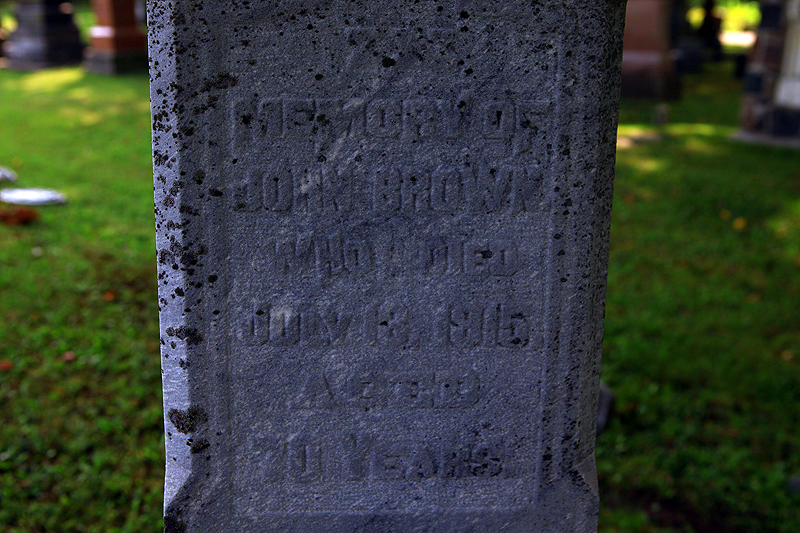 MEMORY OF
JOHN BROWN
WHO DIED
JULY 13, 1915,
AGED
70 YEARS.